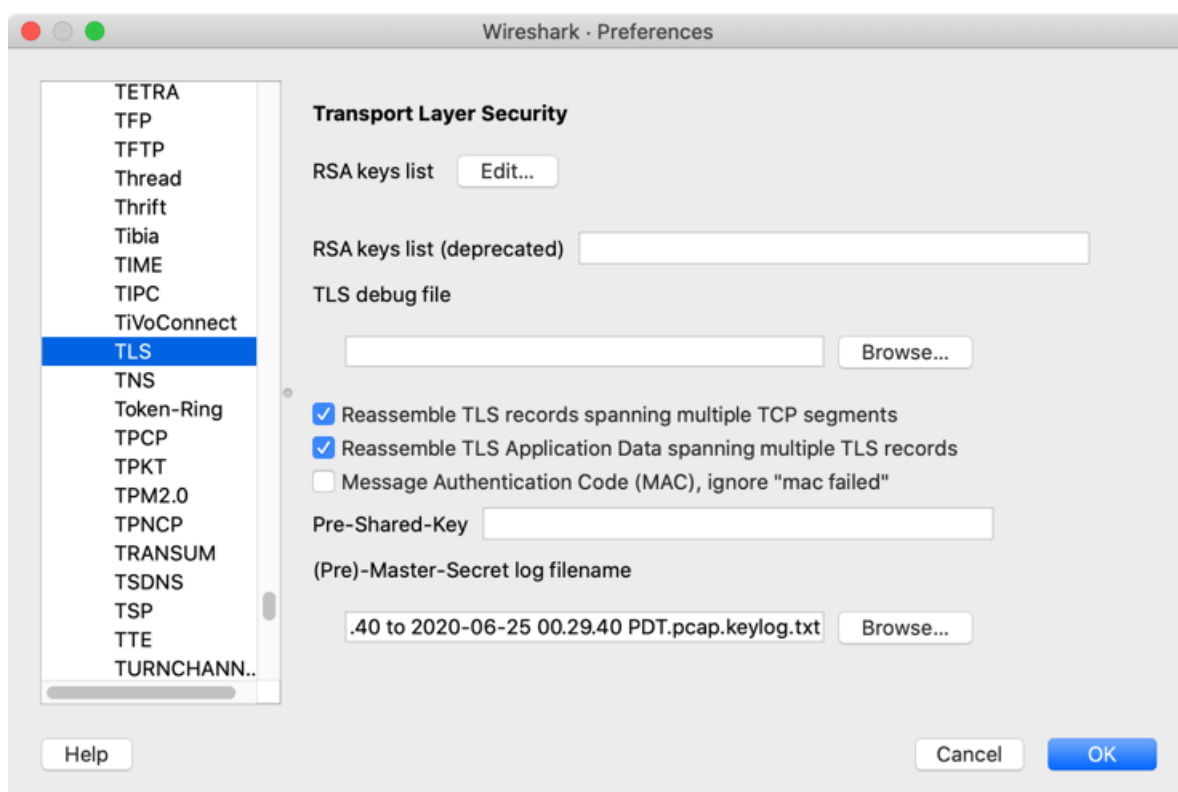 Wireshark · Preferences
TETRA
TFP
TFTP
Thread
Thrift
Tibia
TIME
TIPC
TiVoConnect
TLS
TNS
Token-Ring
TPCP
TPKT
TPM2.0
TPNCP
TRANSUM
TSDNS
TSP
TTE
TURNCHANN..
Transport Layer Security
RSA keys list Edit...
RSA keys list (deprecated)
TLS debug file
Browse...
Reassemble TLS records spanning multiple TCP segments
Reassemble TLS Application Data spanning multiple TLS records
Message Authentication Code (MAC), ignore "mac failed"
Pre-Shared-Key
(Pre)-Master-Secret log filename
.40 to 2020-06-25 00.29.40 PDT.pcap.keylog.txt Browse...
Help Cancel OK